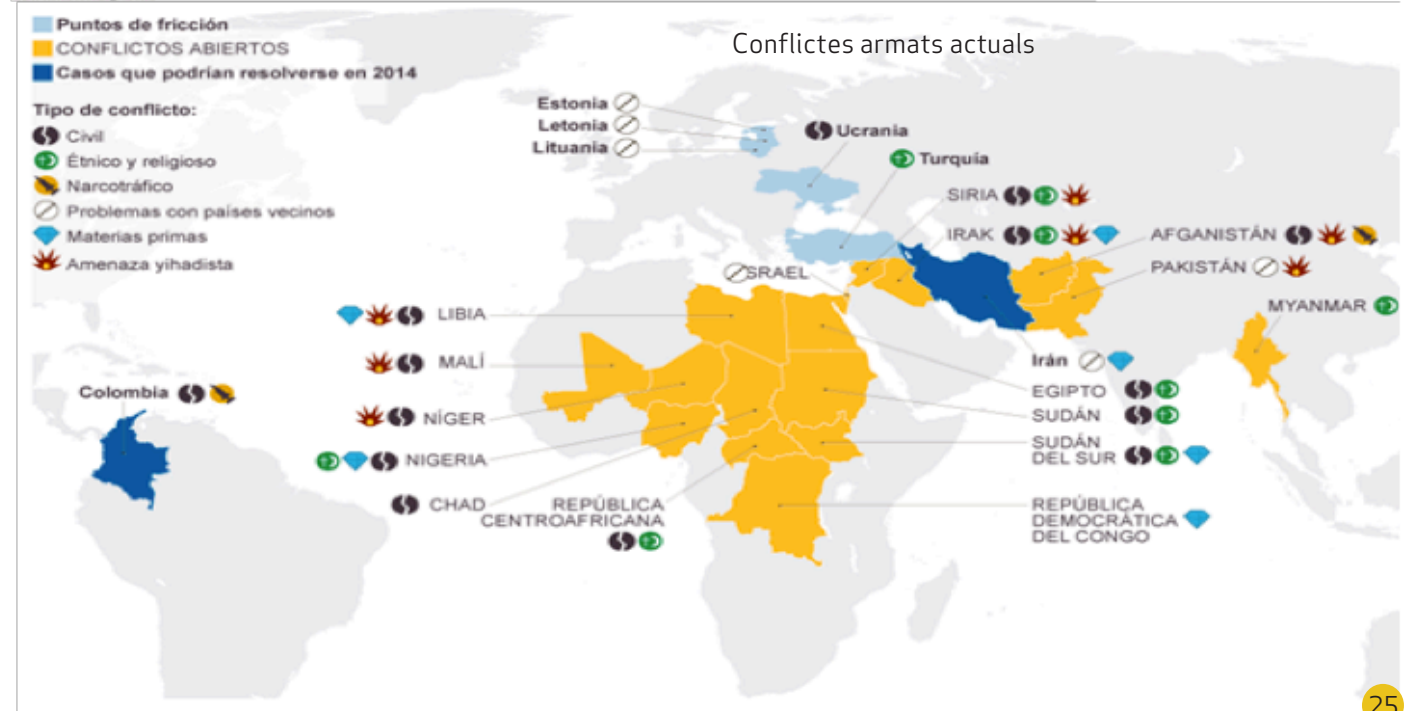 Puntos de fricción
CONFLICTOS ABIERTOS
Casos que podrían resolverse en 2014
Tipo de conflicto:
Civil
Étnico y religioso
Narcotráfico
Problemas con países vecinos
Materias primas
Amenaza yihadista
Conflictes armats actuals
Estonia
Letonia
Lituania
Ucrania
Turquía
SIRIA
IRAK
SRAEL
AFGANISTÁN
PAKISTÁN
MYANMAR
LIBIA
MALÍ
NÍGER
NIGERIA
CHAD
REPÚBLICA
CENTROAFRICANA
Colombia
Irán
EGIPTO
SUDÁN
SUDÁN
DEL SUR
REPÚBLICA
DEMOCRÁTICA
DEL CONGO
25